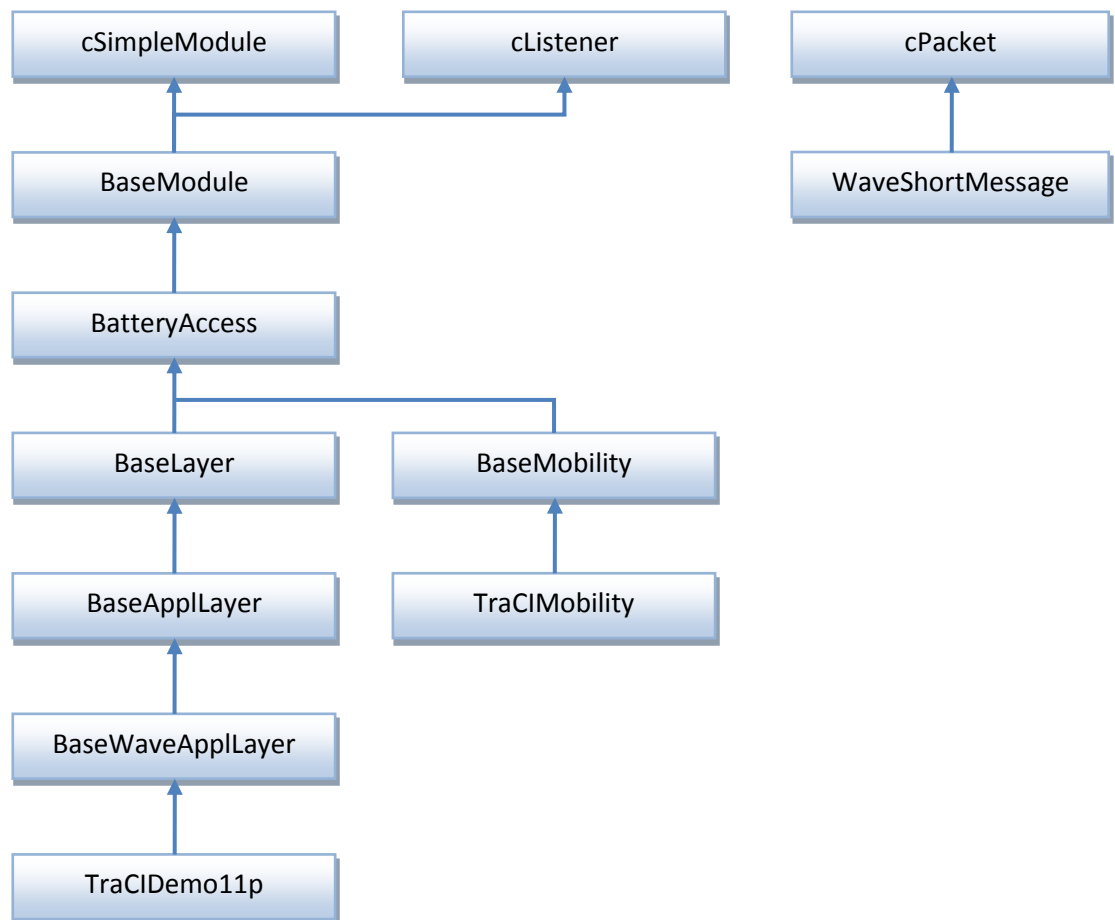 cSimpleModule
cListener
cPacket
BaseModule
WaveShortMessage
BatteryAccess
BaseLayer
BaseMobility
BaseApplLayer
TraCIMobility
BaseWaveApplLayer
TraCIDemo11p